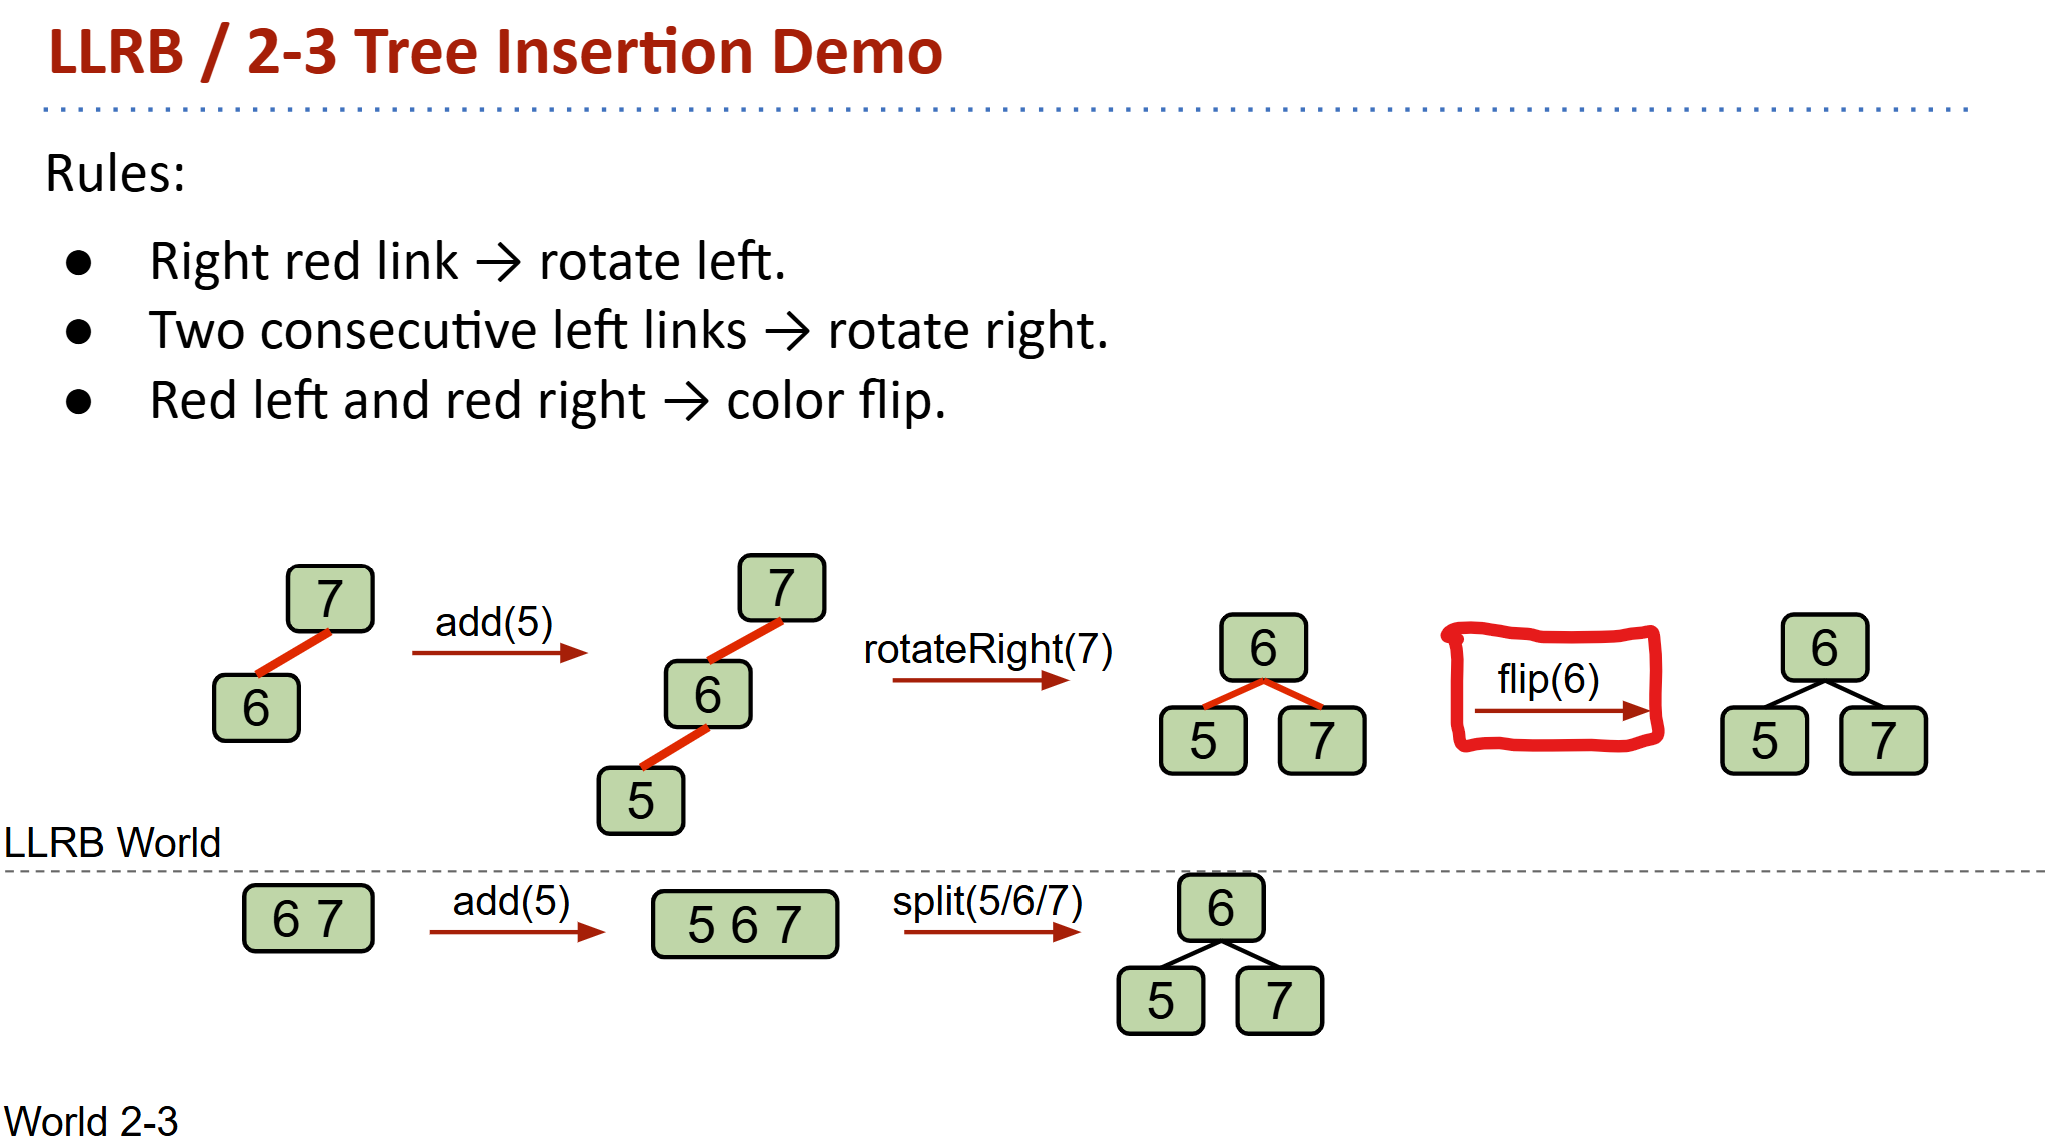 LLRB / 2-3 Tree Insertion Demo
Rules:
● Right red link → rotate left.
● Two consecutive left links → rotate right.
● Red left and red right → color flip.
7
6
add(5)
7
6
5
rotateRight(7)
6
5 7
flip(6)
6
5 7
LLRB World
6 7
add(5)
5 6 7
split(5/6/7)
6
5 7
World 2-3